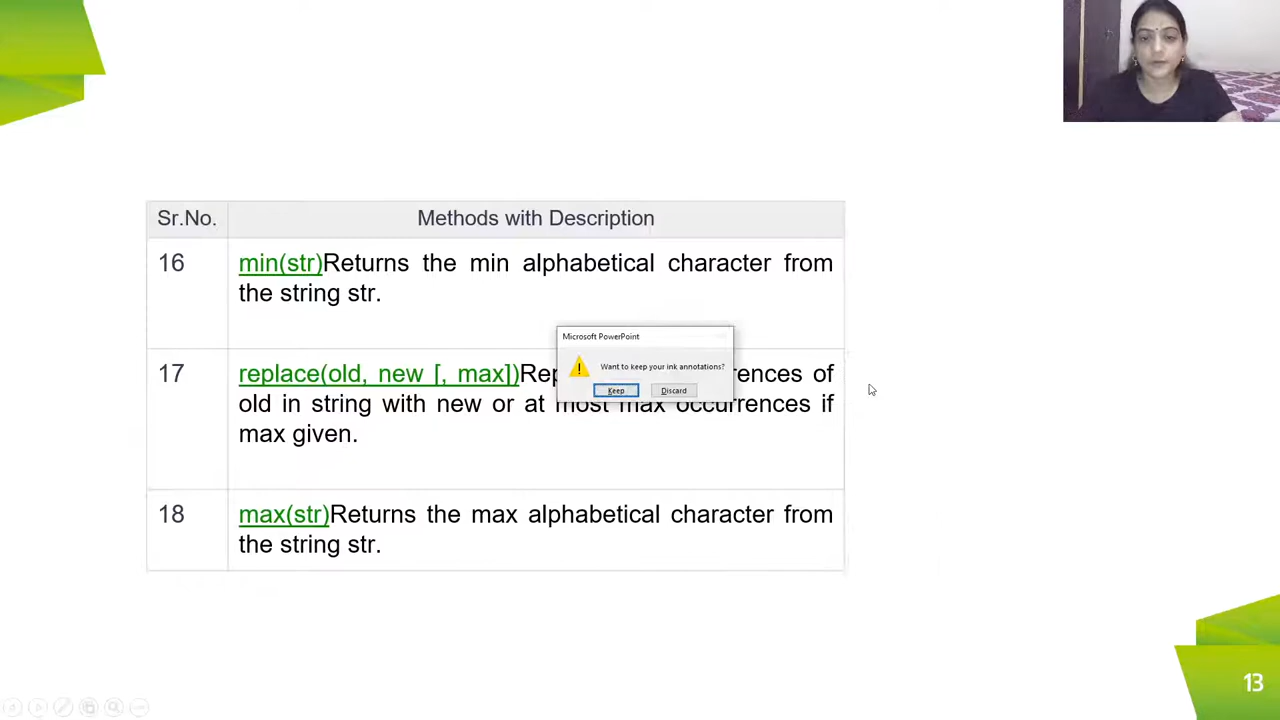 Sr.No. Methods with Description
16 min(str)Returns the min alphabetical character from
the string str.
Microsoft PowerPoint
Want to keep your ink annotations?
Keep Discard
17 replace(old, new [, max])Rep rences of
old in string with new or at most max occurrences if
max given.
18 max(str)Returns the max alphabetical character from
the string str.
13